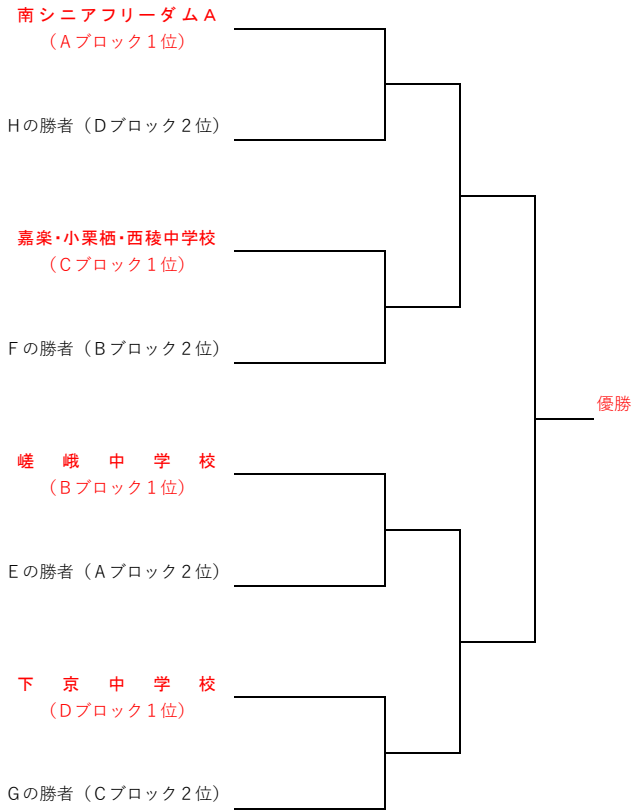 南シニアフリーダムA
（Aブロック1位）
Hの勝者（Dブロック2位）
嘉楽・小栗栖・西稜中学校
（Cブロック1位）
Fの勝者（Bブロック2位）
優勝
嵯峨中学校
（Bブロック1位）
Eの勝者（Aブロック2位）
下京中学校
（Dブロック1位）
Gの勝者（Cブロック2位）